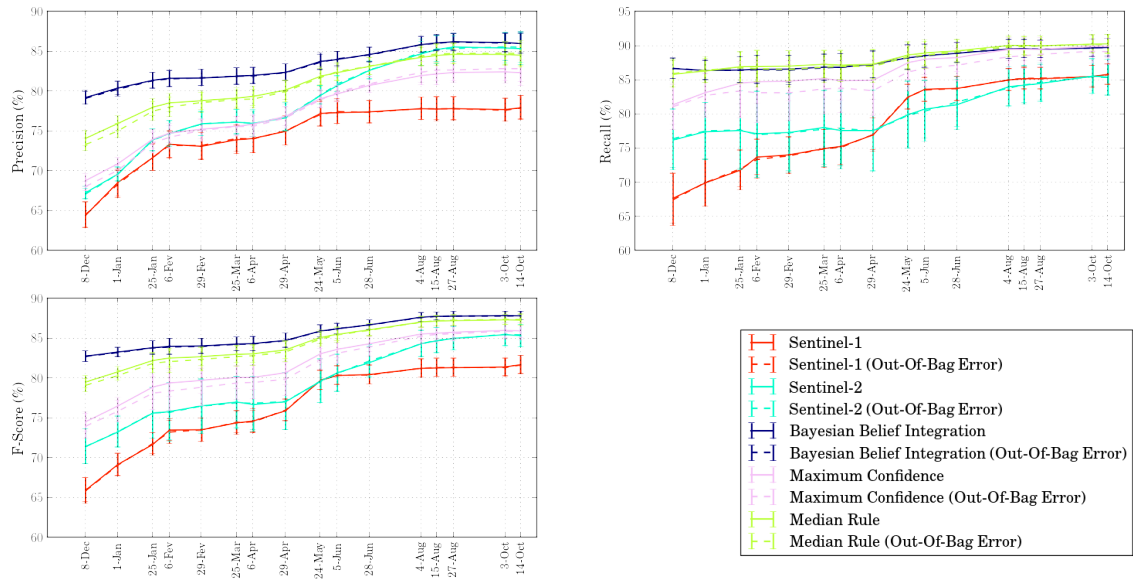 90
85
80
75
70
65
60
Precision (%)
8-Dec
1-Jan
25-Jan
6-Fev
29-Fev
25-Mar
6-Apr
29-Apr
24-May
5-Jun
28-Jun
4-Aug
15-Aug
27-Aug
3-Oct
14-Oct
95
90
85
80
75
70
65
60
Recall (%)
8-Dec
1-Jan
25-Jan
6-Fev
29-Fev
25-Mar
6-Apr
29-Apr
24-May
5-Jun
28-Jun
4-Aug
15-Aug
27-Aug
3-Oct
14-Oct
90
85
80
75
70
65
60
F-Score (%)
8-Dec
1-Jan
25-Jan
6-Fev
29-Fev
25-Mar
6-Apr
29-Apr
24-May
5-Jun
28-Jun
4-Aug
15-Aug
27-Aug
3-Oct
14-Oct
Sentinel-1
Sentinel-1 (Out-Of-Bag Error)
Sentinel-2
Sentinel-2 (Out-Of-Bag Error)
Bayesian Belief Integration
Bayesian Belief Integration (Out-Of-Bag Error)
Maximum Confidence
Maximum Confidence (Out-Of-Bag Error)
Median Rule
Median Rule (Out-Of-Bag Error)